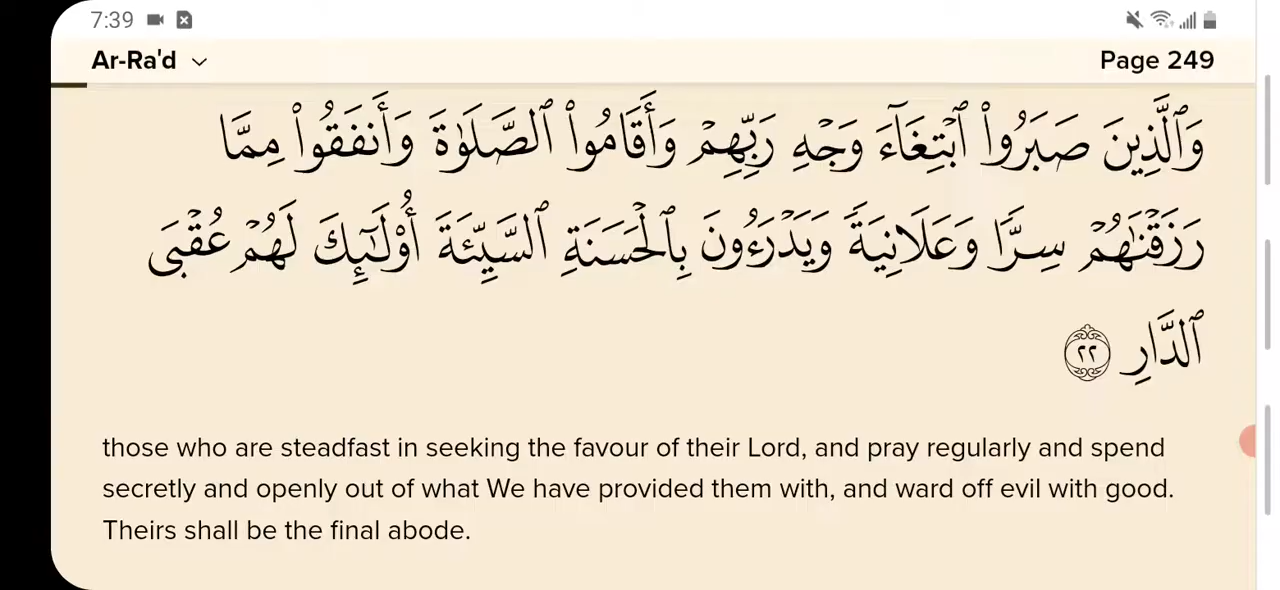 7:39
Ar-Ra'd
Page 249
وَٱلَّذِينَ صَبَرُوا۟ ٱبْتِغَآءَ وَجْهِ رَبِّهِمْ وَأَقَامُوا۟ ٱلصَّلَوٰةَ وَأَنفَقُوا۟ مِمَّا
رَزَقْنَٰهُمْ سِرًّا وَعَلَانِيَةً وَيَدْرَءُونَ بِٱلْحَسَنَةِ ٱلسَّيِّئَةَ أُو۟لَٰٓئِكَ لَهُمْ عُقْبَى
ٱلدَّارِ ٢٢
those who are steadfast in seeking the favour of their Lord, and pray regularly and spend
secretly and openly out of what We have provided them with, and ward off evil with good.
Theirs shall be the final abode.